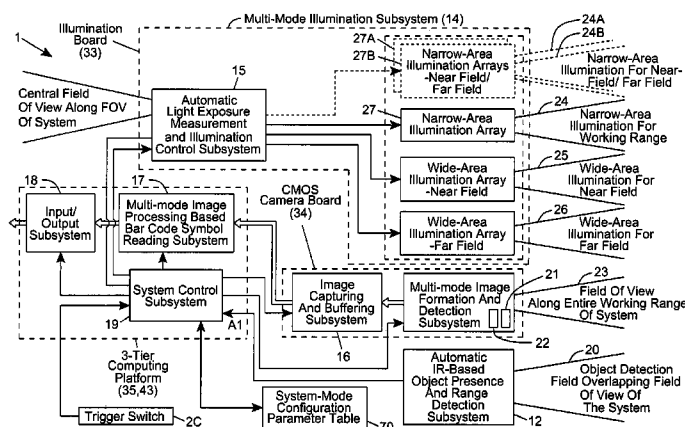 Multi-Mode Illumination Subsystem (14)
1
Illumination
Board
(33)
27A
27B
Narrow-Area
Illumination Arrays
-Near Field/
Far Field
24A
24B
Narrow-Area
Illumination For Near-
Field/ Far Field
15
Central Field
Of View Along FOV
Of System
Automatic
Light Exposure
Measurement
and Illumination
Control Subsystem
27
Narrow-Area
Illumination Array
24
Narrow-Area
Illumination For
Working Range
Wide-Area
Illumination Array
-Near Field
25
Wide-Area
Illumination For
Near Field
18
Input/
Output
Subsystem
17
Multi-mode Image
Processing Based
Bar Code Symbol
Reading Subsystem
CMOS
Camera Board
(34)
Wide-Area
Illumination Array
-Far Field
26
Wide-Area
Illumination For
Far Field
System Control
Subsystem
19
A1
Image
Capturing
And Buffering
Subsystem
16
Multi-mode Image
Formation And
Detection
Subsystem
21
22
23
Field Of View
Along Entire Working Range
Of System
3-Tier
Computing
Platform
(35,43)
Trigger Switch
2C
System-Mode
Configuration
Parameter Table
70
Automatic
IR-Based
Object Presence
And Range
Detection
Subsystem
12
20
Object Detection
Field Overlapping Field
Of View Of
The System